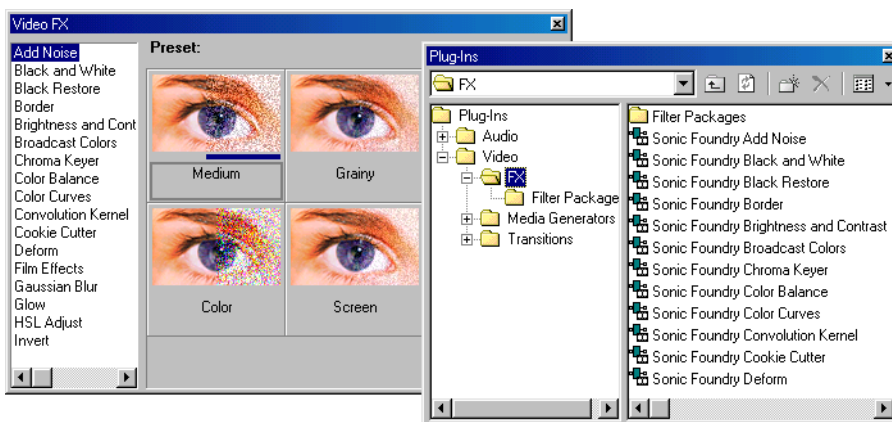 Video FX
Add Noise
Black and White
Black Restore
Border
Brightness and Cont
Broadcast Colors
Chroma Keyer
Color Balance
Color Curves
Convolution Kernel
Cookie Cutter
Deform
Film Effects
Gaussian Blur
Glow
HSL Adjust
Invert
Preset:
Medium
Grainy
Color
Screen
Plug-Ins
FX
Plug-Ins
Audio
Video
FX
Filter Package
Media Generators
Transitions
Filter Packages
Sonic Foundry Add Noise
Sonic Foundry Black and White
Sonic Foundry Black Restore
Sonic Foundry Border
Sonic Foundry Brightness and Contrast
Sonic Foundry Broadcast Colors
Sonic Foundry Chroma Keyer
Sonic Foundry Color Balance
Sonic Foundry Color Curves
Sonic Foundry Convolution Kernel
Sonic Foundry Cookie Cutter
Sonic Foundry Deform